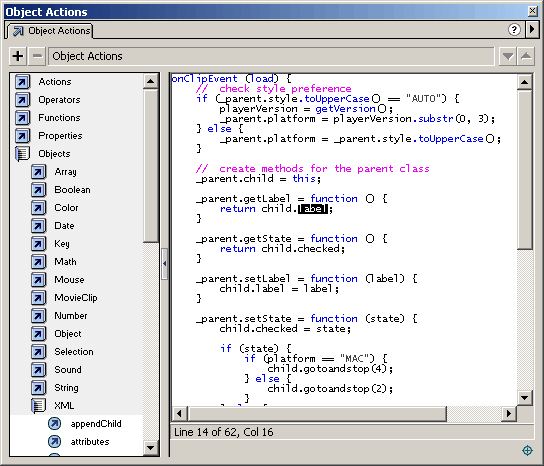 Object Actions
Object Actions
?
+ − Object Actions
Actions
Operators
Functions
Properties
Objects
Array
Boolean
Color
Date
Key
Math
Mouse
MovieClip
Number
Object
Selection
Sound
String
XML
appendChild
attributes
onClipEvent (load) {
// check style preference
if (_parent.style.toUpperCase() == "AUTO") {
playerVersion = getVersion();
_parent.platform = playerVersion.substr(0, 3);
} else {
_parent.platform = _parent.style.toUpperCase();
}
// create methods for the parent class
_parent.child = this;
_parent.getLabel = function () {
return child.label;
}
_parent.getState = function () {
return child.checked;
}
_parent.setLabel = function (label) {
child.label = label;
}
_parent.setState = function (state) {
child.checked = state;
if (state) {
if (platform == "MAC") {
child.gotoandstop(4);
} else {
child.gotoandstop(2);
}
} else {
Line 14 of 62, Col 16